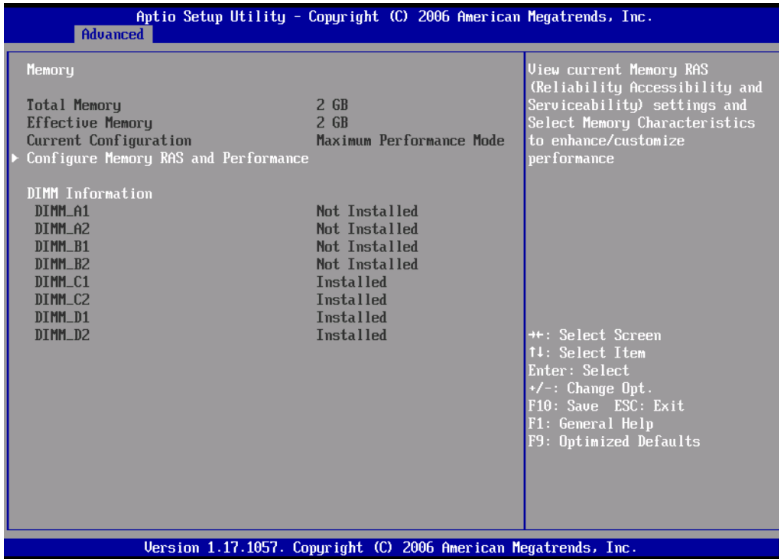 Aptio Setup Utility - Copyright (C) 2006 American Megatrends, Inc.
Advanced
Memory
Total Memory 2 GB
Effective Memory 2 GB
Current Configuration Maximum Performance Mode
▶ Configure Memory RAS and Performance
DIMM Information
DIMM_A1 Not Installed
DIMM_A2 Not Installed
DIMM_B1 Not Installed
DIMM_B2 Not Installed
DIMM_C1 Installed
DIMM_C2 Installed
DIMM_D1 Installed
DIMM_D2 Installed
View current Memory RAS
(Reliability Accessibility and
Serviceability) settings and
Select Memory Characteristics
to enhance/customize
performance
→←: Select Screen
↑↓: Select Item
Enter: Select
+/-: Change Opt.
F10: Save ESC: Exit
F1: General Help
F9: Optimized Defaults
Version 1.17.1057. Copyright (C) 2006 American Megatrends, Inc.